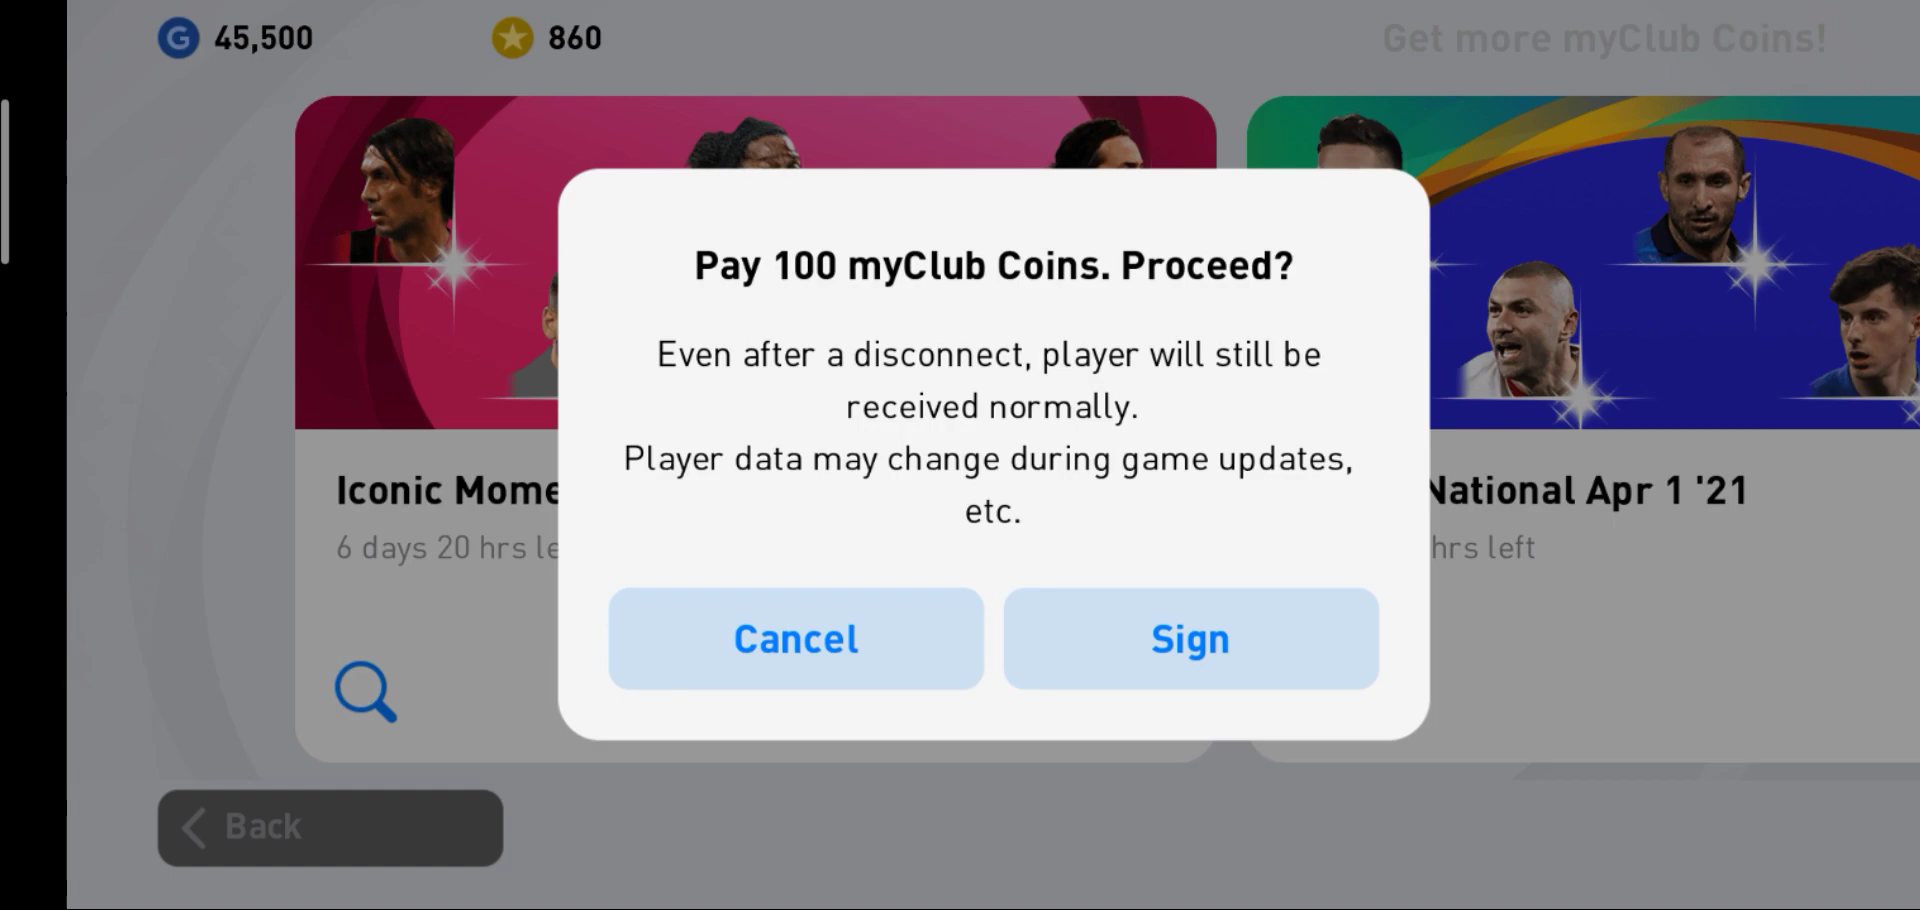 45,500
860
Get more myClub Coins!
Pay 100 myClub Coins. Proceed?
Even after a disconnect, player will still be
received normally.
Player data may change during game updates,
etc.
Cancel
Sign
Iconic Mome
National Apr 1 '21
6 days 20 hrs le
hrs left
Back